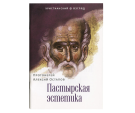 Протоиерей
Алексий Остапов
Пастырская
эстетика